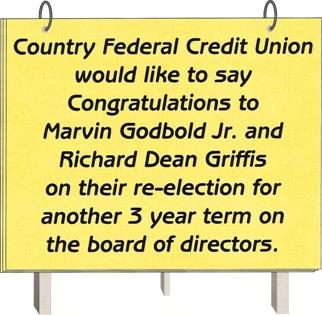 Country Federal Credit Union
would like to say
Congratulations to
Marvin Godbold Jr. and
Richard Dean Griffis
on their re-election for
another 3 year term on
the board of directors.